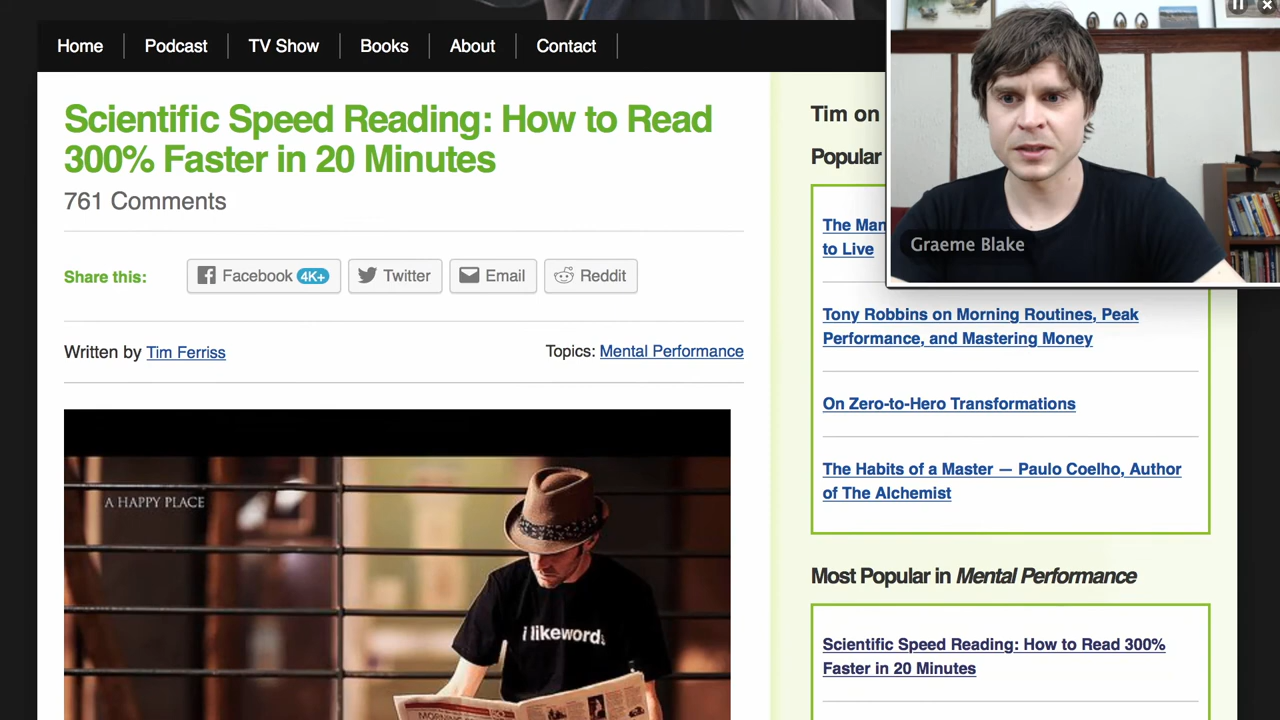 Home
Podcast
TV Show
Books
About
Contact
Scientific Speed Reading: How to Read
300% Faster in 20 Minutes
761 Comments
Share this:
Facebook 4K+
Twitter
Email
Reddit
Written by Tim Ferriss
Topics: Mental Performance
A HAPPY PLACE
i likewords
MORNING
Tim on
Popular
The Man
to Live
Tony Robbins on Morning Routines, Peak
Performance, and Mastering Money
On Zero-to-Hero Transformations
The Habits of a Master — Paulo Coelho, Author
of The Alchemist
Most Popular in Mental Performance
Scientific Speed Reading: How to Read 300%
Faster in 20 Minutes
Graeme Blake